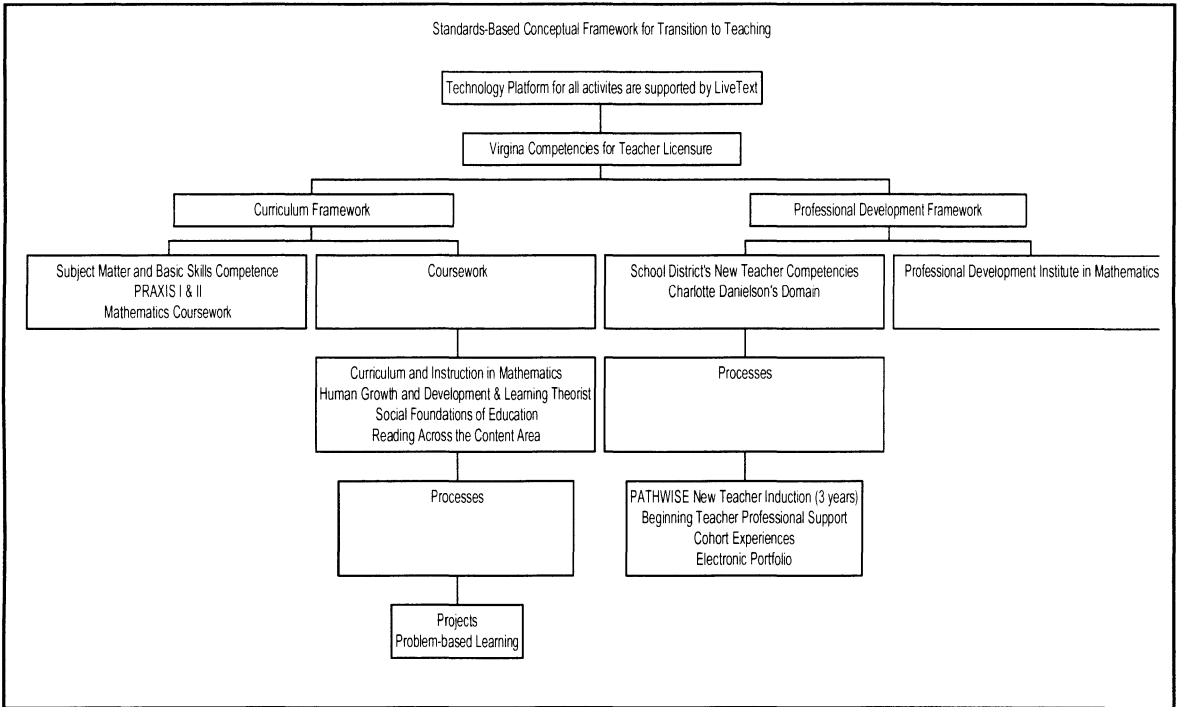 Standards-Based Conceptual Framework for Transition to Teaching
Technology Platform for all activites are supported by LiveText
Virgina Competencies for Teacher Licensure
Curriculum Framework
Professional Development Framework
Subject Matter and Basic Skills Competence
PRAXIS I & II
Mathematics Coursework
Coursework
School District's New Teacher Competencies
Charlotte Danielson's Domain
Professional Development Institute in Mathematics
Curriculum and Instruction in Mathematics
Human Growth and Development & Learning Theorist
Social Foundations of Education
Reading Across the Content Area
Processes
Processes
PATHWISE New Teacher Induction (3 years)
Beginning Teacher Professional Support
Cohort Experiences
Electronic Portfolio
Projects
Problem-based Learning